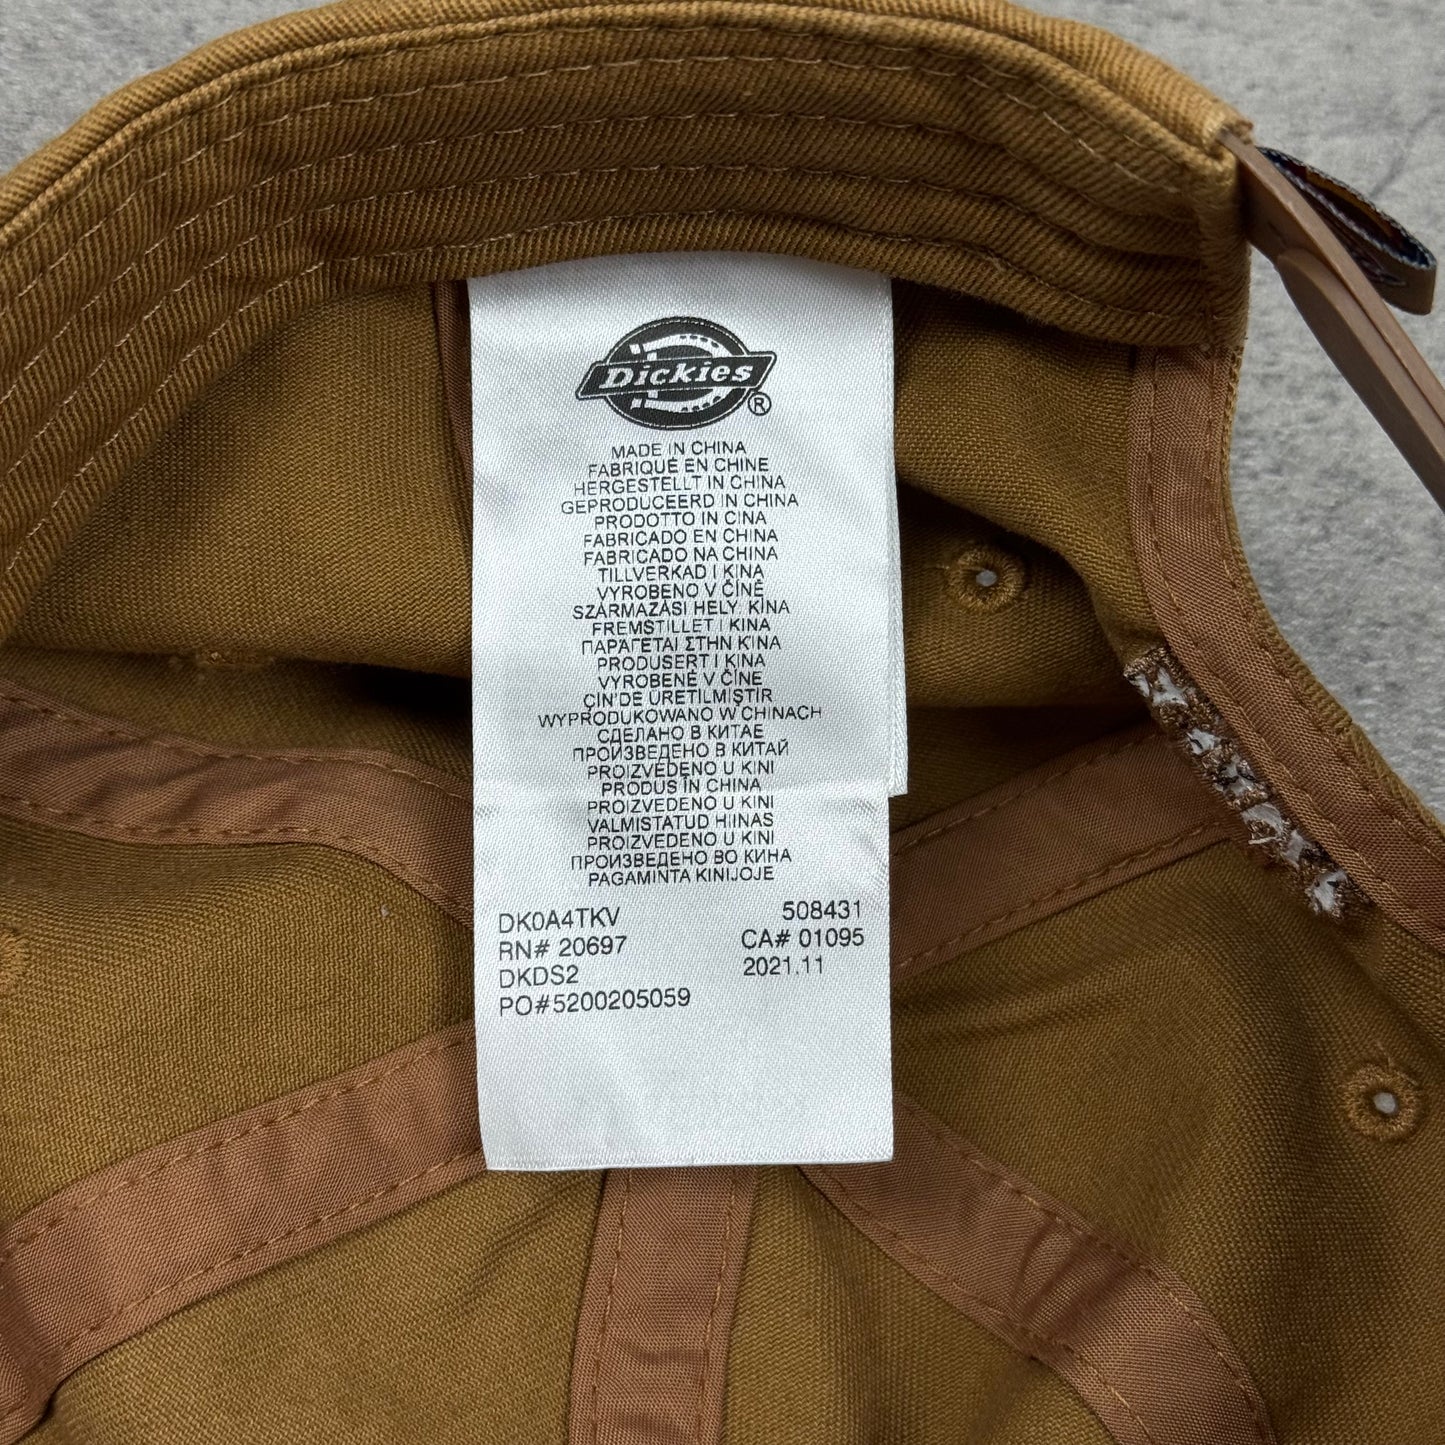 Dickies
®
MADE IN CHINA
FABRIQUÉ EN CHINE
HERGESTELLT IN CHINA
GEPRODUCEERD IN CHINA
PRODOTTO IN CINA
FABRICADO EN CHINA
FABRICADO NA CHINA
TILLVERKAD I KINA
VYROBENO V ČÍNĚ
SZÁRMAZÁSI HELY: KÍNA
FREMSTILLET I KINA
ΠΑΡΑΓΕΤΑΙ ΣΤΗΝ ΚΙΝΑ
PRODUSERT I KINA
VYROBENÉ V ČÍNE
ÇİN'DE ÜRETİLMİŞTİR
WYPRODUKOWANO W CHINACH
СДЕЛАНО В КИТАЕ
ПРОИЗВЕДЕНО В КИТАЙ
PROIZVEDENO U KINI
PRODUS ÎN CHINA
PROIZVEDENO U KINI
VALMISTATUD HIINAS
PROIZVEDENO U KINI
ПРОИЗВЕДЕНО ВО КИНА
PAGAMINTA KINIJOJE
DK0A4TKV 508431
RN# 20697 CA# 01095
DKDS2 2021.11
PO#5200205059